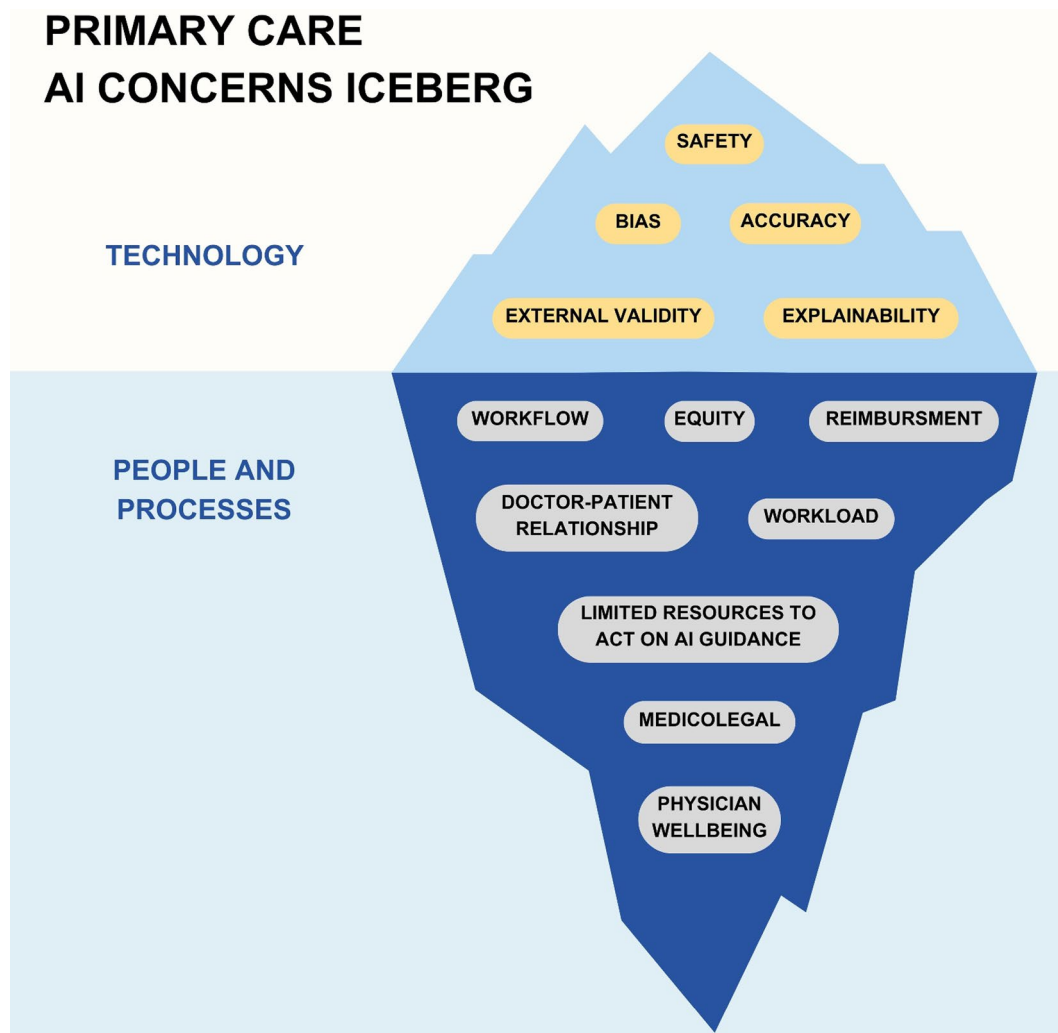 PRIMARY CARE
AI CONCERNS ICEBERG
SAFETY
BIAS
ACCURACY
TECHNOLOGY
EXTERNAL VALIDITY
EXPLAINABILITY
WORKFLOW
EQUITY
REIMBURSMENT
PEOPLE AND
PROCESSES
DOCTOR-PATIENT
RELATIONSHIP
WORKLOAD
LIMITED RESOURCES TO
ACT ON AI GUIDANCE
MEDICOLEGAL
PHYSICIAN
WELLBEING